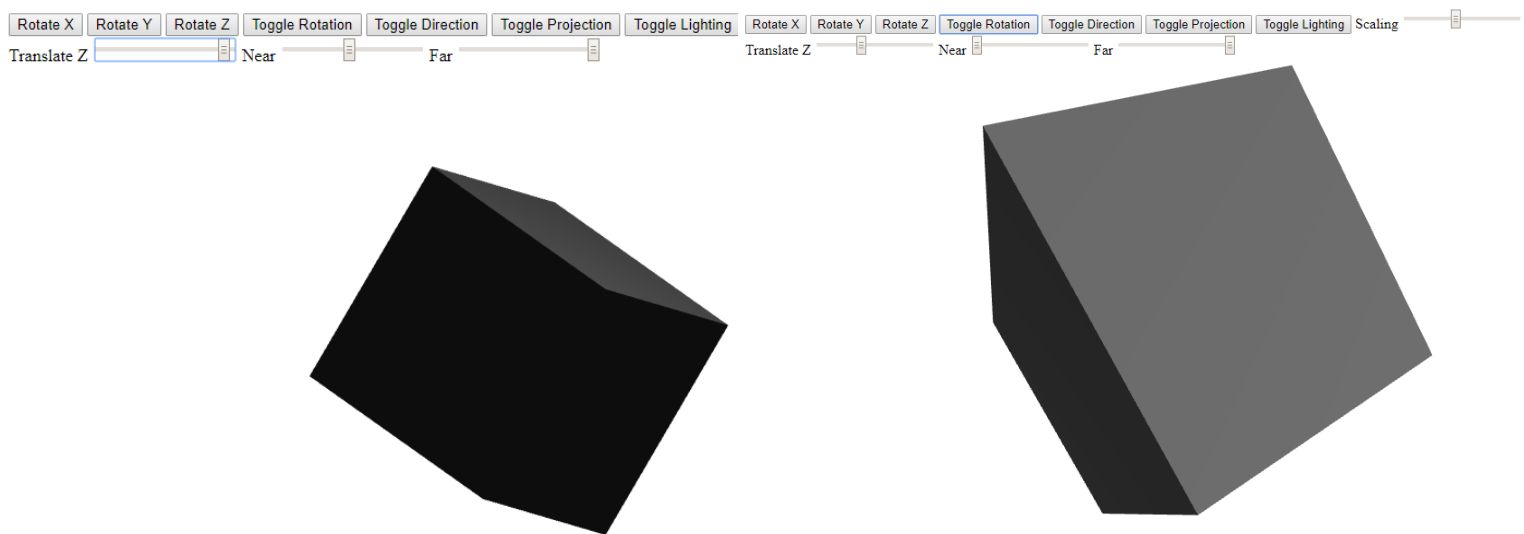 Rotate X Rotate Y Rotate Z Toggle Rotation Toggle Direction Toggle Projection Toggle Lighting
Translate Z Near Far
Rotate X Rotate Y Rotate Z Toggle Rotation Toggle Direction Toggle Projection Toggle Lighting Scaling
Translate Z Near Far